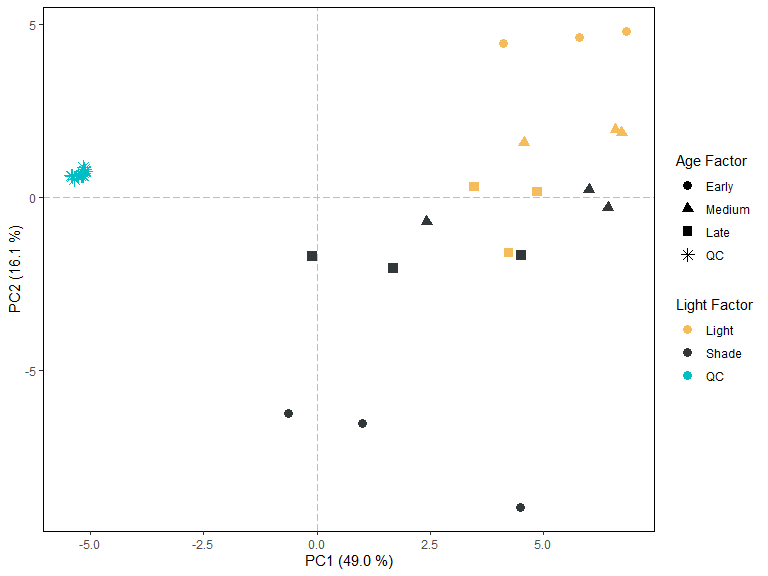 5
0
-5
-5.0
-2.5
0.0
2.5
5.0
PC1 (49.0 %)
PC2 (16.1 %)
Age Factor
Early
Medium
Late
QC
Light Factor
Light
Shade
QC